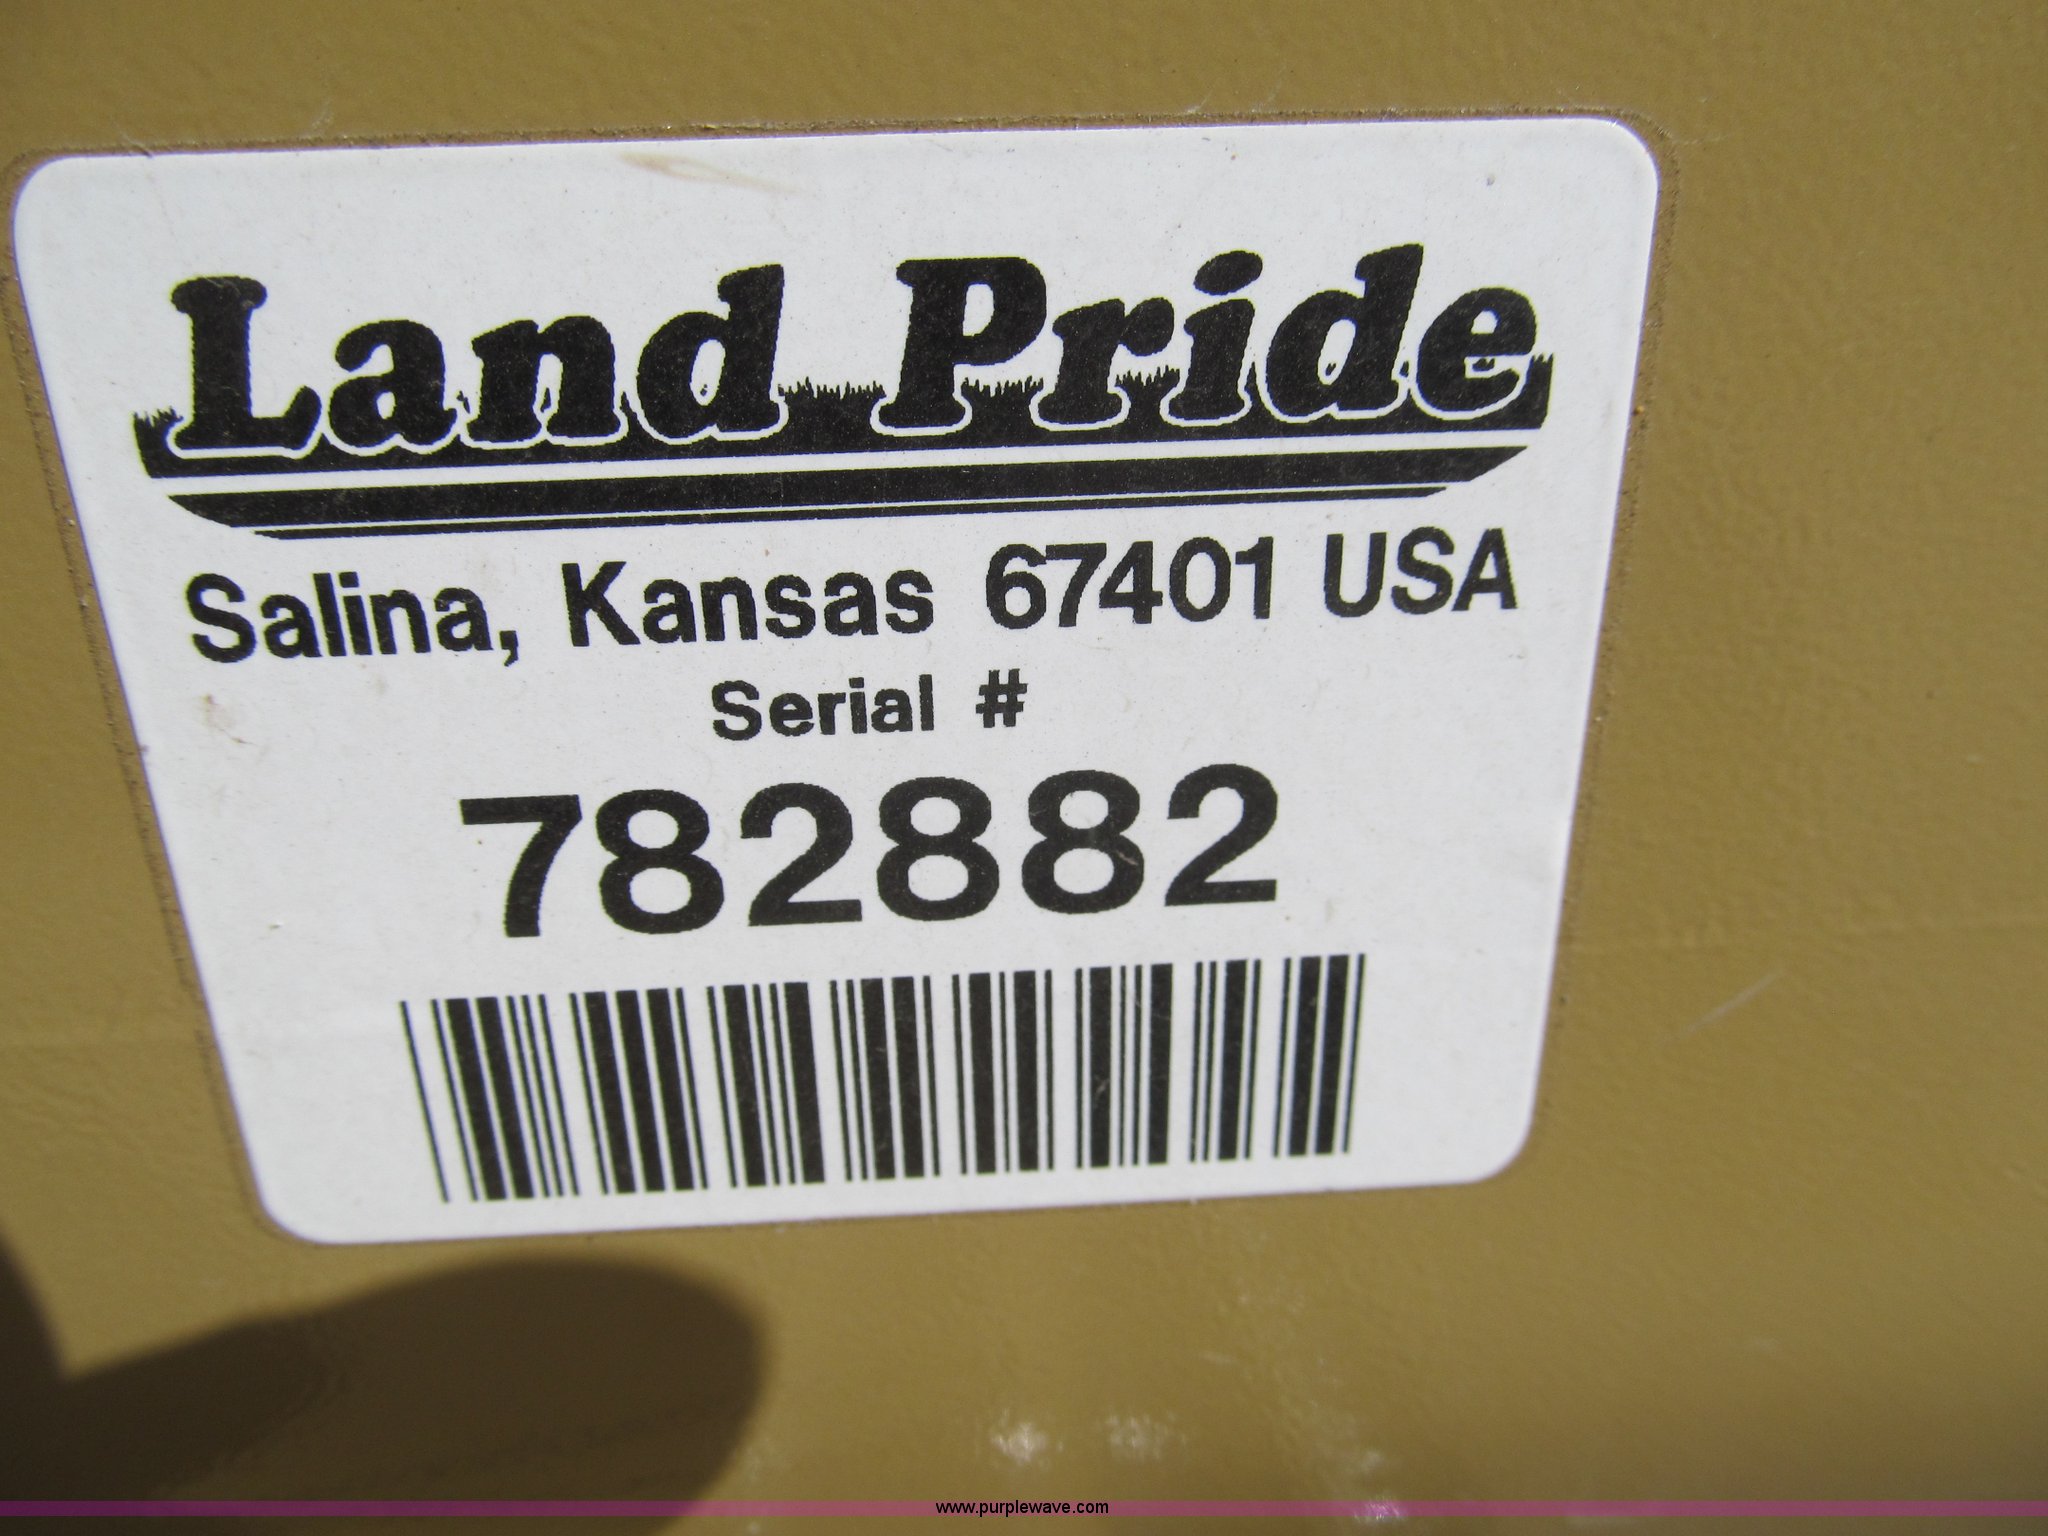 Land Pride
Salina, Kansas 67401 USA
Serial #
782882
www.purplewave.com